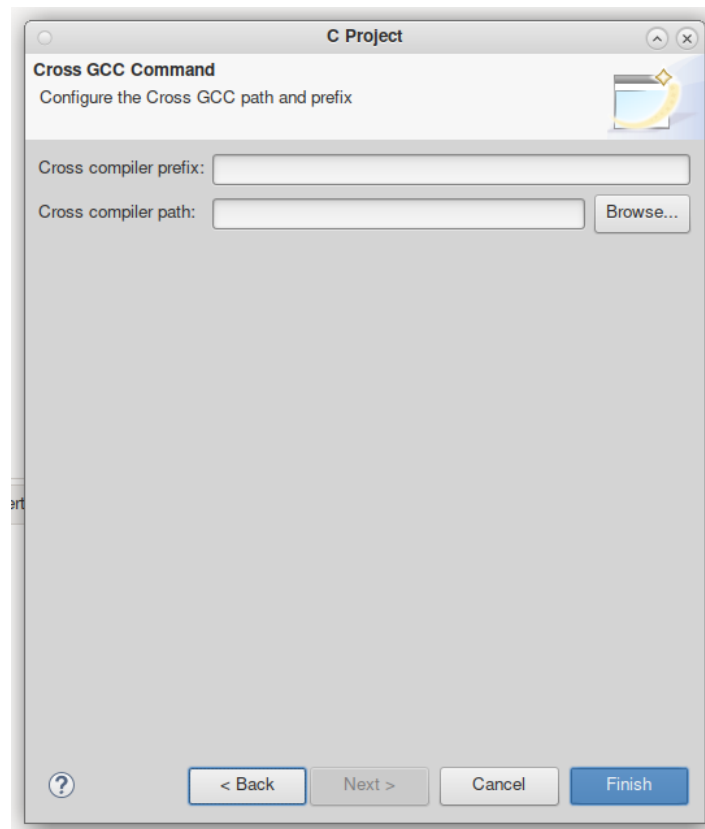 C Project
Cross GCC Command
Configure the Cross GCC path and prefix
Cross compiler prefix:
Cross compiler path:
Browse...
ert
?
< Back
Next >
Cancel
Finish